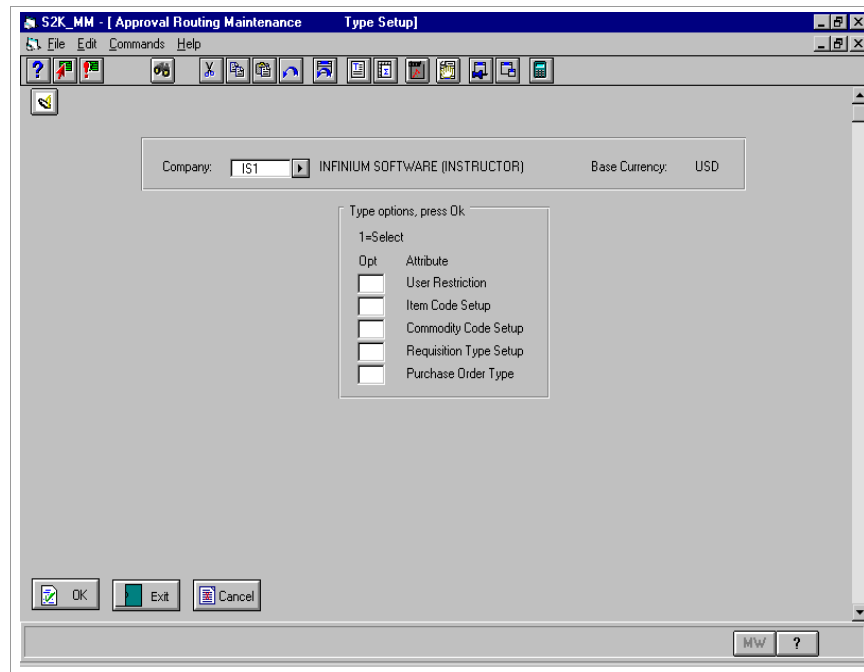 S2K_MM - [ Approval Routing Maintenance Type Setup]
File Edit Commands Help
Company: IS1 INFINIUM SOFTWARE (INSTRUCTOR) Base Currency: USD
Type options, press Ok
1=Select
Opt Attribute
User Restriction
Item Code Setup
Commodity Code Setup
Requisition Type Setup
Purchase Order Type
OK Exit Cancel
MW ?